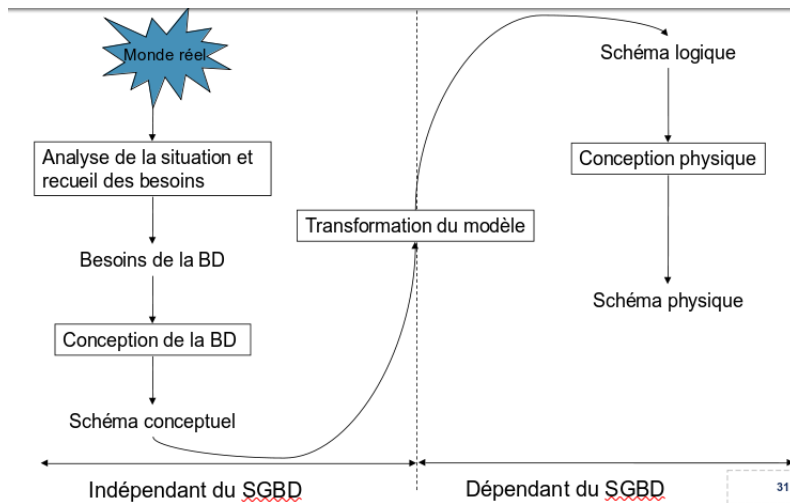 Monde réel
Analyse de la situation et
recueil des besoins
Besoins de la BD
Conception de la BD
Schéma conceptuel
Transformation du modèle
Schéma logique
Conception physique
Schéma physique
Indépendant du SGBD
Dépendant du SGBD
31